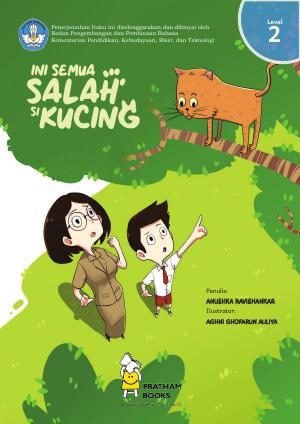 Penerjemahan buku ini diselenggarakan dan dibiayai oleh
Badan Pengembangan dan Pembinaan Bahasa
Kementerian Pendidikan, Kebudayaan, Riset, dan Teknologi
Level
2
INI SEMUA
SALAH
SI KUCING
Penulis:
ANUSHKA RAVISHANKAR
Ilustrator:
AGHNI GHOFARUN AULIYA
PRATHAM
BOOKS